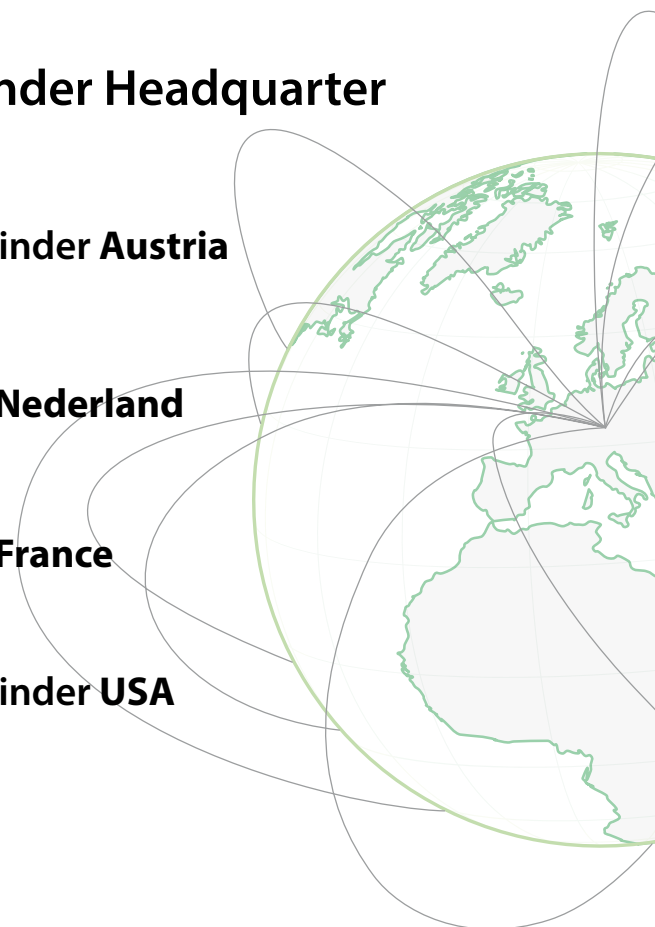 nder Headquarter
inder Austria
Nederland
France
inder USA